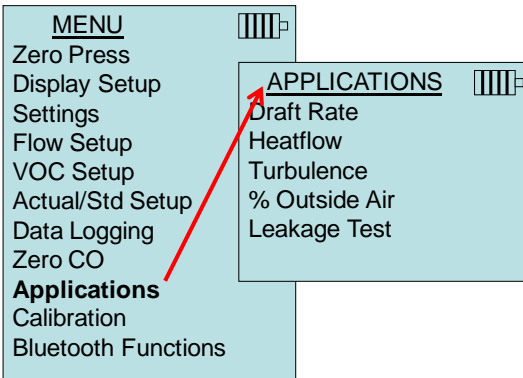 MENU
Zero Press
Display Setup
Settings
Flow Setup
VOC Setup
Actual/Std Setup
Data Logging
Zero CO
Applications
Calibration
Bluetooth Functions
APPLICATIONS
Draft Rate
Heatflow
Turbulence
% Outside Air
Leakage Test